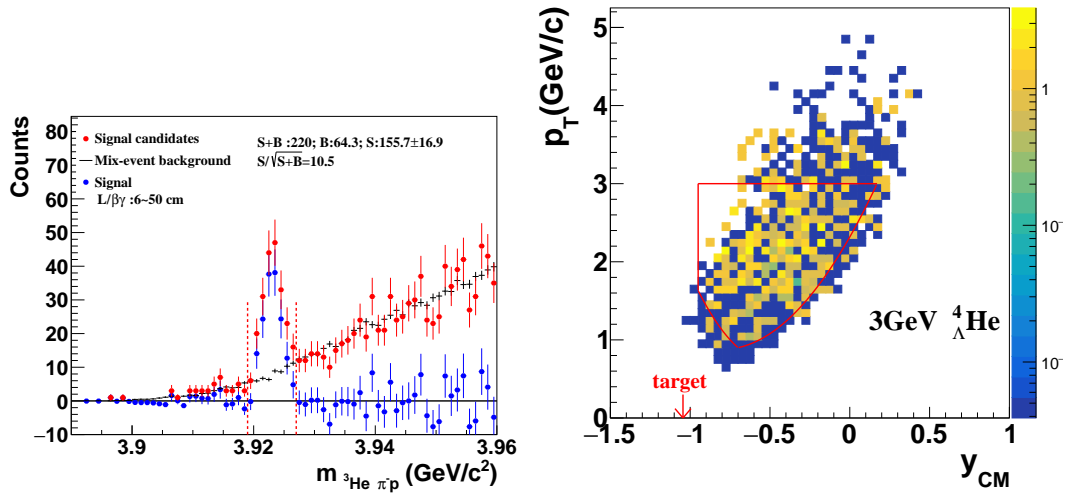 Counts
80
70
60
50
40
30
20
10
0
−10
Signal candidates
Mix-event background
Signal
L/βγ :6~50 cm
S+B :220; B:64.3; S:155.7±16.9
S/√S+B=10.5
3.9 3.92 3.94 3.96
m ³He π⁻p (GeV/c²)
p_T (GeV/c)
5
4
3
2
1
0
3GeV ⁴_ΛHe
target
−1.5 −1 −0.5 0 0.5 1
y_CM
1
10⁻
10⁻